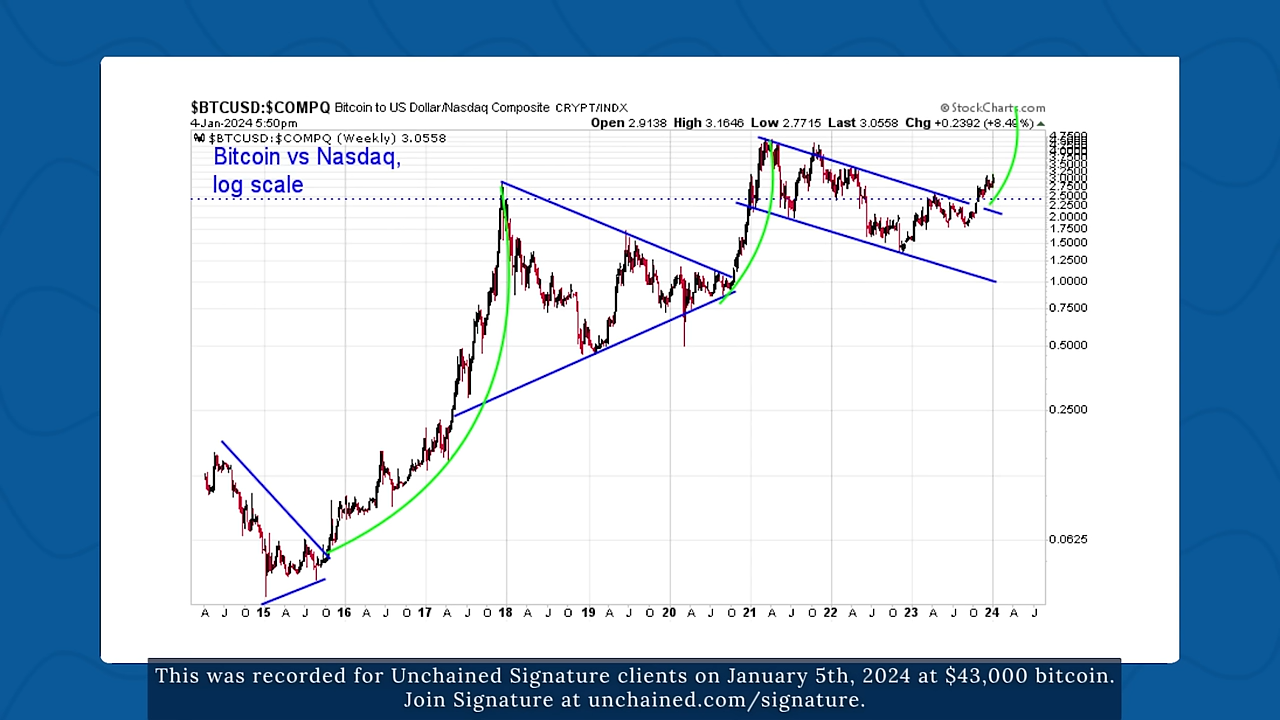 $BTCUSD:$COMPQ Bitcoin to US Dollar/Nasdaq Composite CRYPT/INDX
© StockCharts.com
4-Jan-2024 5:50pm
Open 2.9138 High 3.1646 Low 2.7715 Last 3.0558 Chg +0.2392 (+8.49%)
$BTCUSD:$COMPQ (Weekly) 3.0558
Bitcoin vs Nasdaq,
log scale
4.7500
3.0000
2.7500
2.5000
2.2500
2.0000
1.7500
1.5000
1.2500
1.0000
0.7500
0.5000
0.2500
0.0625
A J O 15 A J O 16 A J O 17 A J O 18 A J O 19 A J O 20 A J O 21 A J O 22 A J O 23 A J O 24 A J
This was recorded for Unchained Signature clients on January 5th, 2024 at $43,000 bitcoin.
Join Signature at unchained.com/signature.